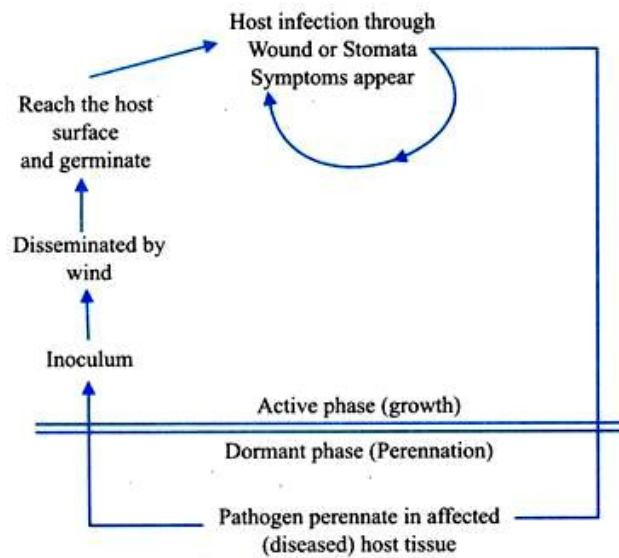 Host infection through
Wound or Stomata
Symptoms appear
Reach the host
surface
and germinate
Disseminated by
wind
Inoculum
Active phase (growth)
Dormant phase (Perennation)
Pathogen perennate in affected
(diseased) host tissue